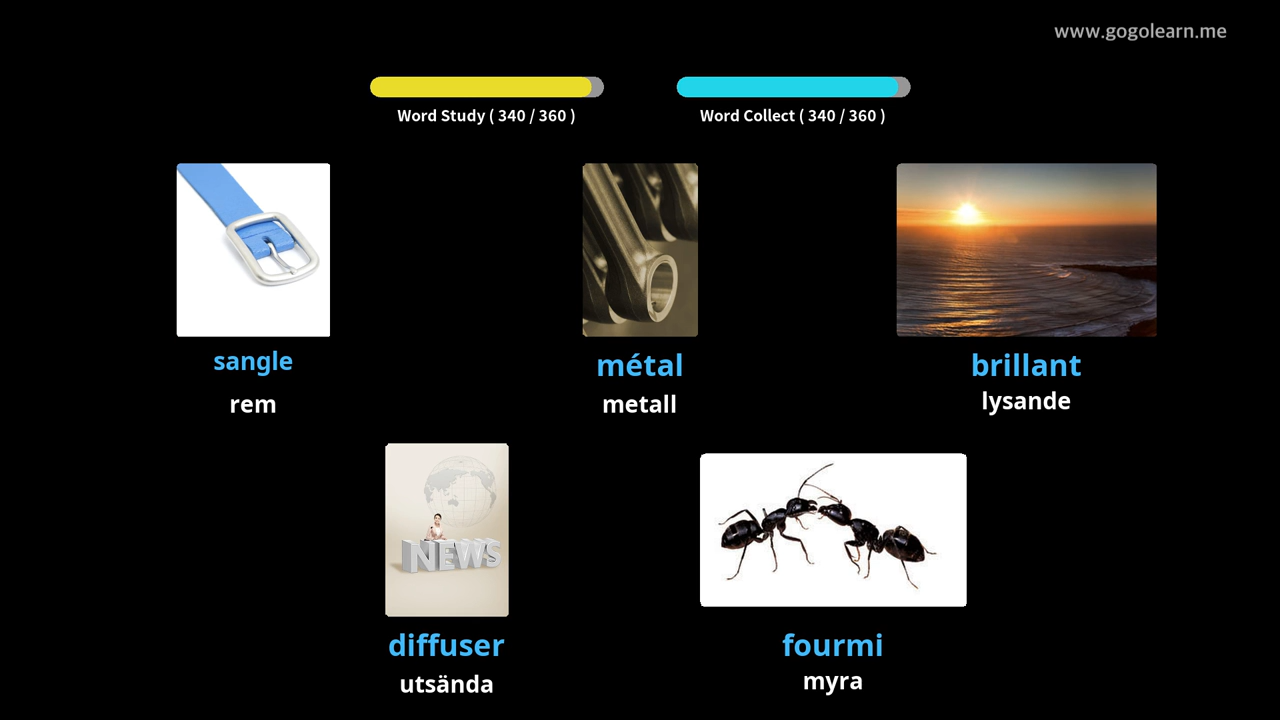 www.gogolearn.me
Word Study ( 340 / 360 )
Word Collect ( 340 / 360 )
sangle
rem
métal
metall
brillant
lysande
NEWS
diffuser
utsända
fourmi
myra